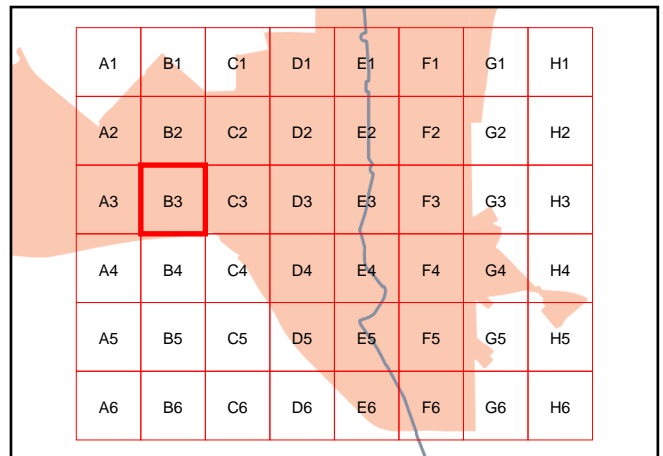 A1 B1 C1 D1 E1 F1 G1 H1
A2 B2 C2 D2 E2 F2 G2 H2
A3 B3 C3 D3 E3 F3 G3 H3
A4 B4 C4 D4 E4 F4 G4 H4
A5 B5 C5 D5 E5 F5 G5 H5
A6 B6 C6 D6 E6 F6 G6 H6